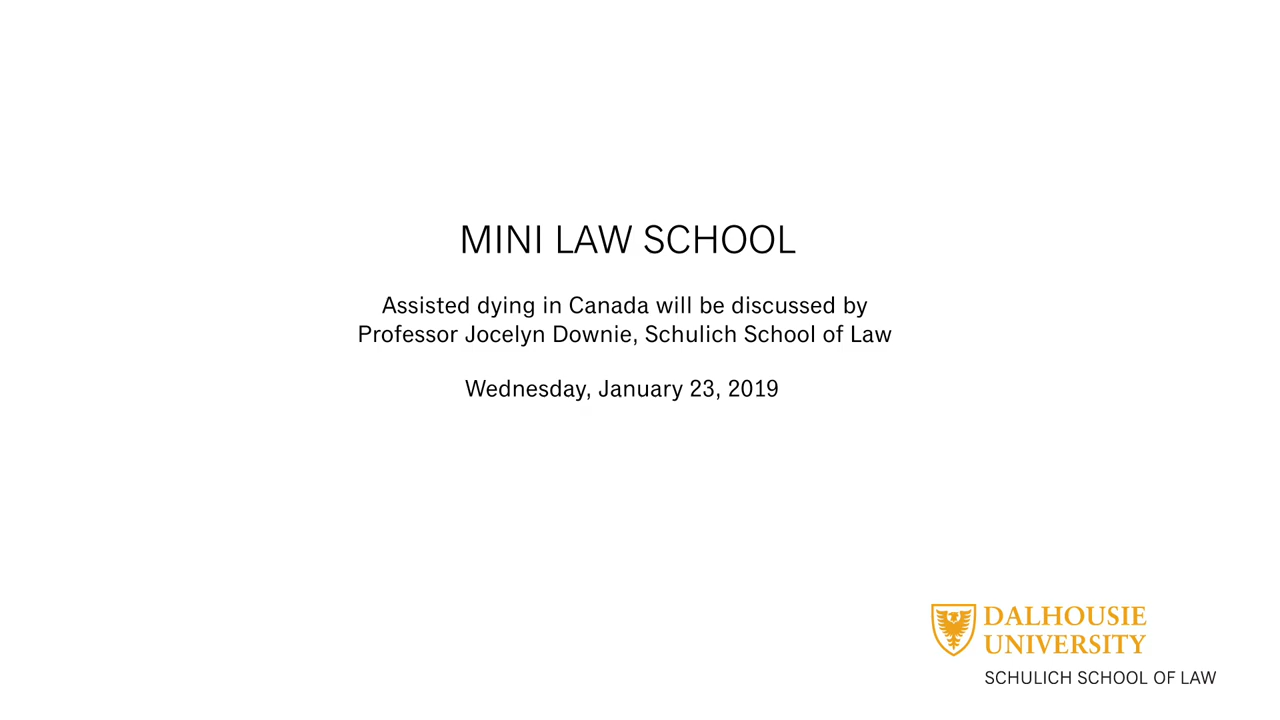 MINI LAW SCHOOL
Assisted dying in Canada will be discussed by
Professor Jocelyn Downie, Schulich School of Law
Wednesday, January 23, 2019
DALHOUSIE
UNIVERSITY
SCHULICH SCHOOL OF LAW